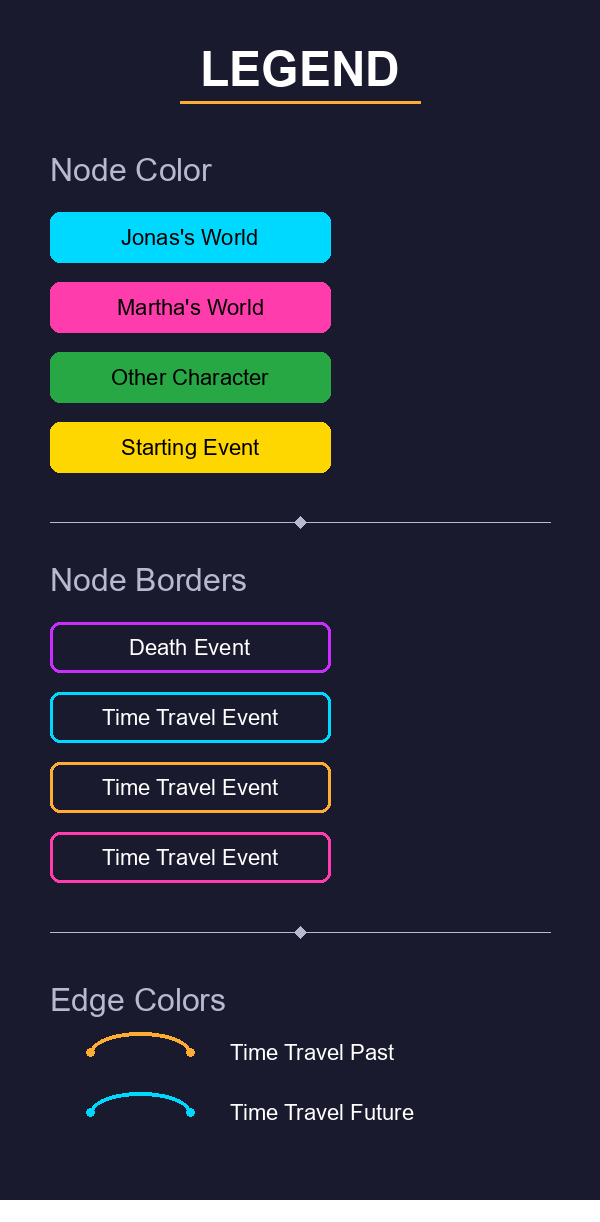 LEGEND
Node Color
Jonas's World
Martha's World
Other Character
Starting Event
Node Borders
Death Event
Time Travel Event
Time Travel Event
Time Travel Event
Edge Colors
Time Travel Past
Time Travel Future